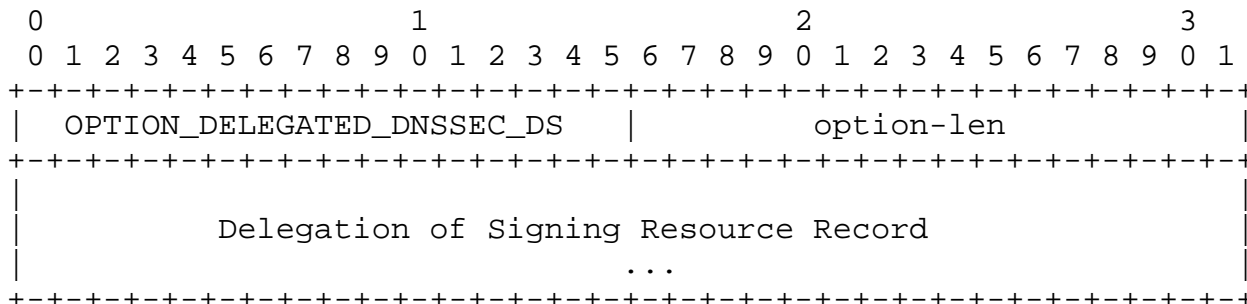 0                   1                   2                   3
0 1 2 3 4 5 6 7 8 9 0 1 2 3 4 5 6 7 8 9 0 1 2 3 4 5 6 7 8 9 0 1
+-+-+-+-+-+-+-+-+-+-+-+-+-+-+-+-+-+-+-+-+-+-+-+-+-+-+-+-+-+-+-+-+
|  OPTION_DELEGATED_DNSSEC_DS   |         option-len            |
+-+-+-+-+-+-+-+-+-+-+-+-+-+-+-+-+-+-+-+-+-+-+-+-+-+-+-+-+-+-+-+-+
|                                                               |
|          Delegation of Signing Resource Record                |
|                               ...                             |
+-+-+-+-+-+-+-+-+-+-+-+-+-+-+-+-+-+-+-+-+-+-+-+-+-+-+-+-+-+-+-+-+